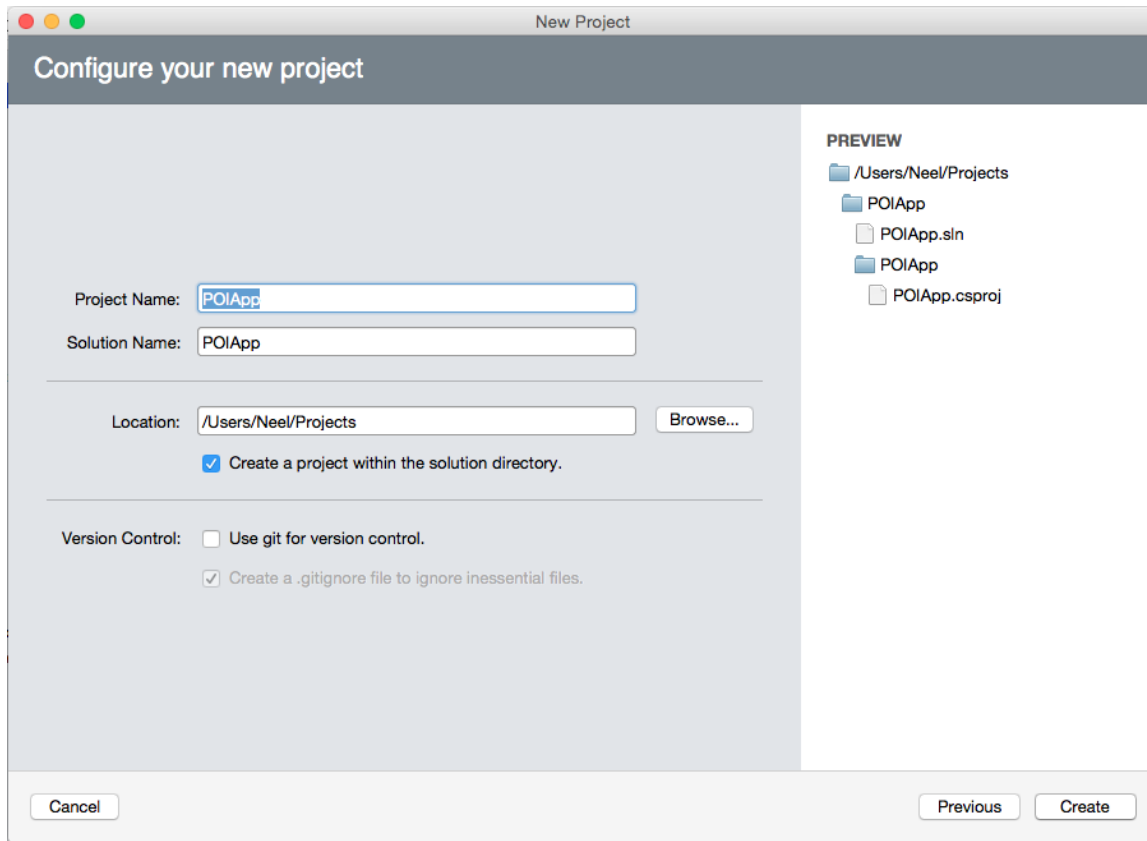 New Project
Configure your new project
Project Name: POIApp
Solution Name: POIApp
Location: /Users/Neel/Projects Browse...
Create a project within the solution directory.
Version Control: Use git for version control.
Create a .gitignore file to ignore inessential files.
PREVIEW
/Users/Neel/Projects
POIApp
POIApp.sln
POIApp
POIApp.csproj
Cancel Previous Create